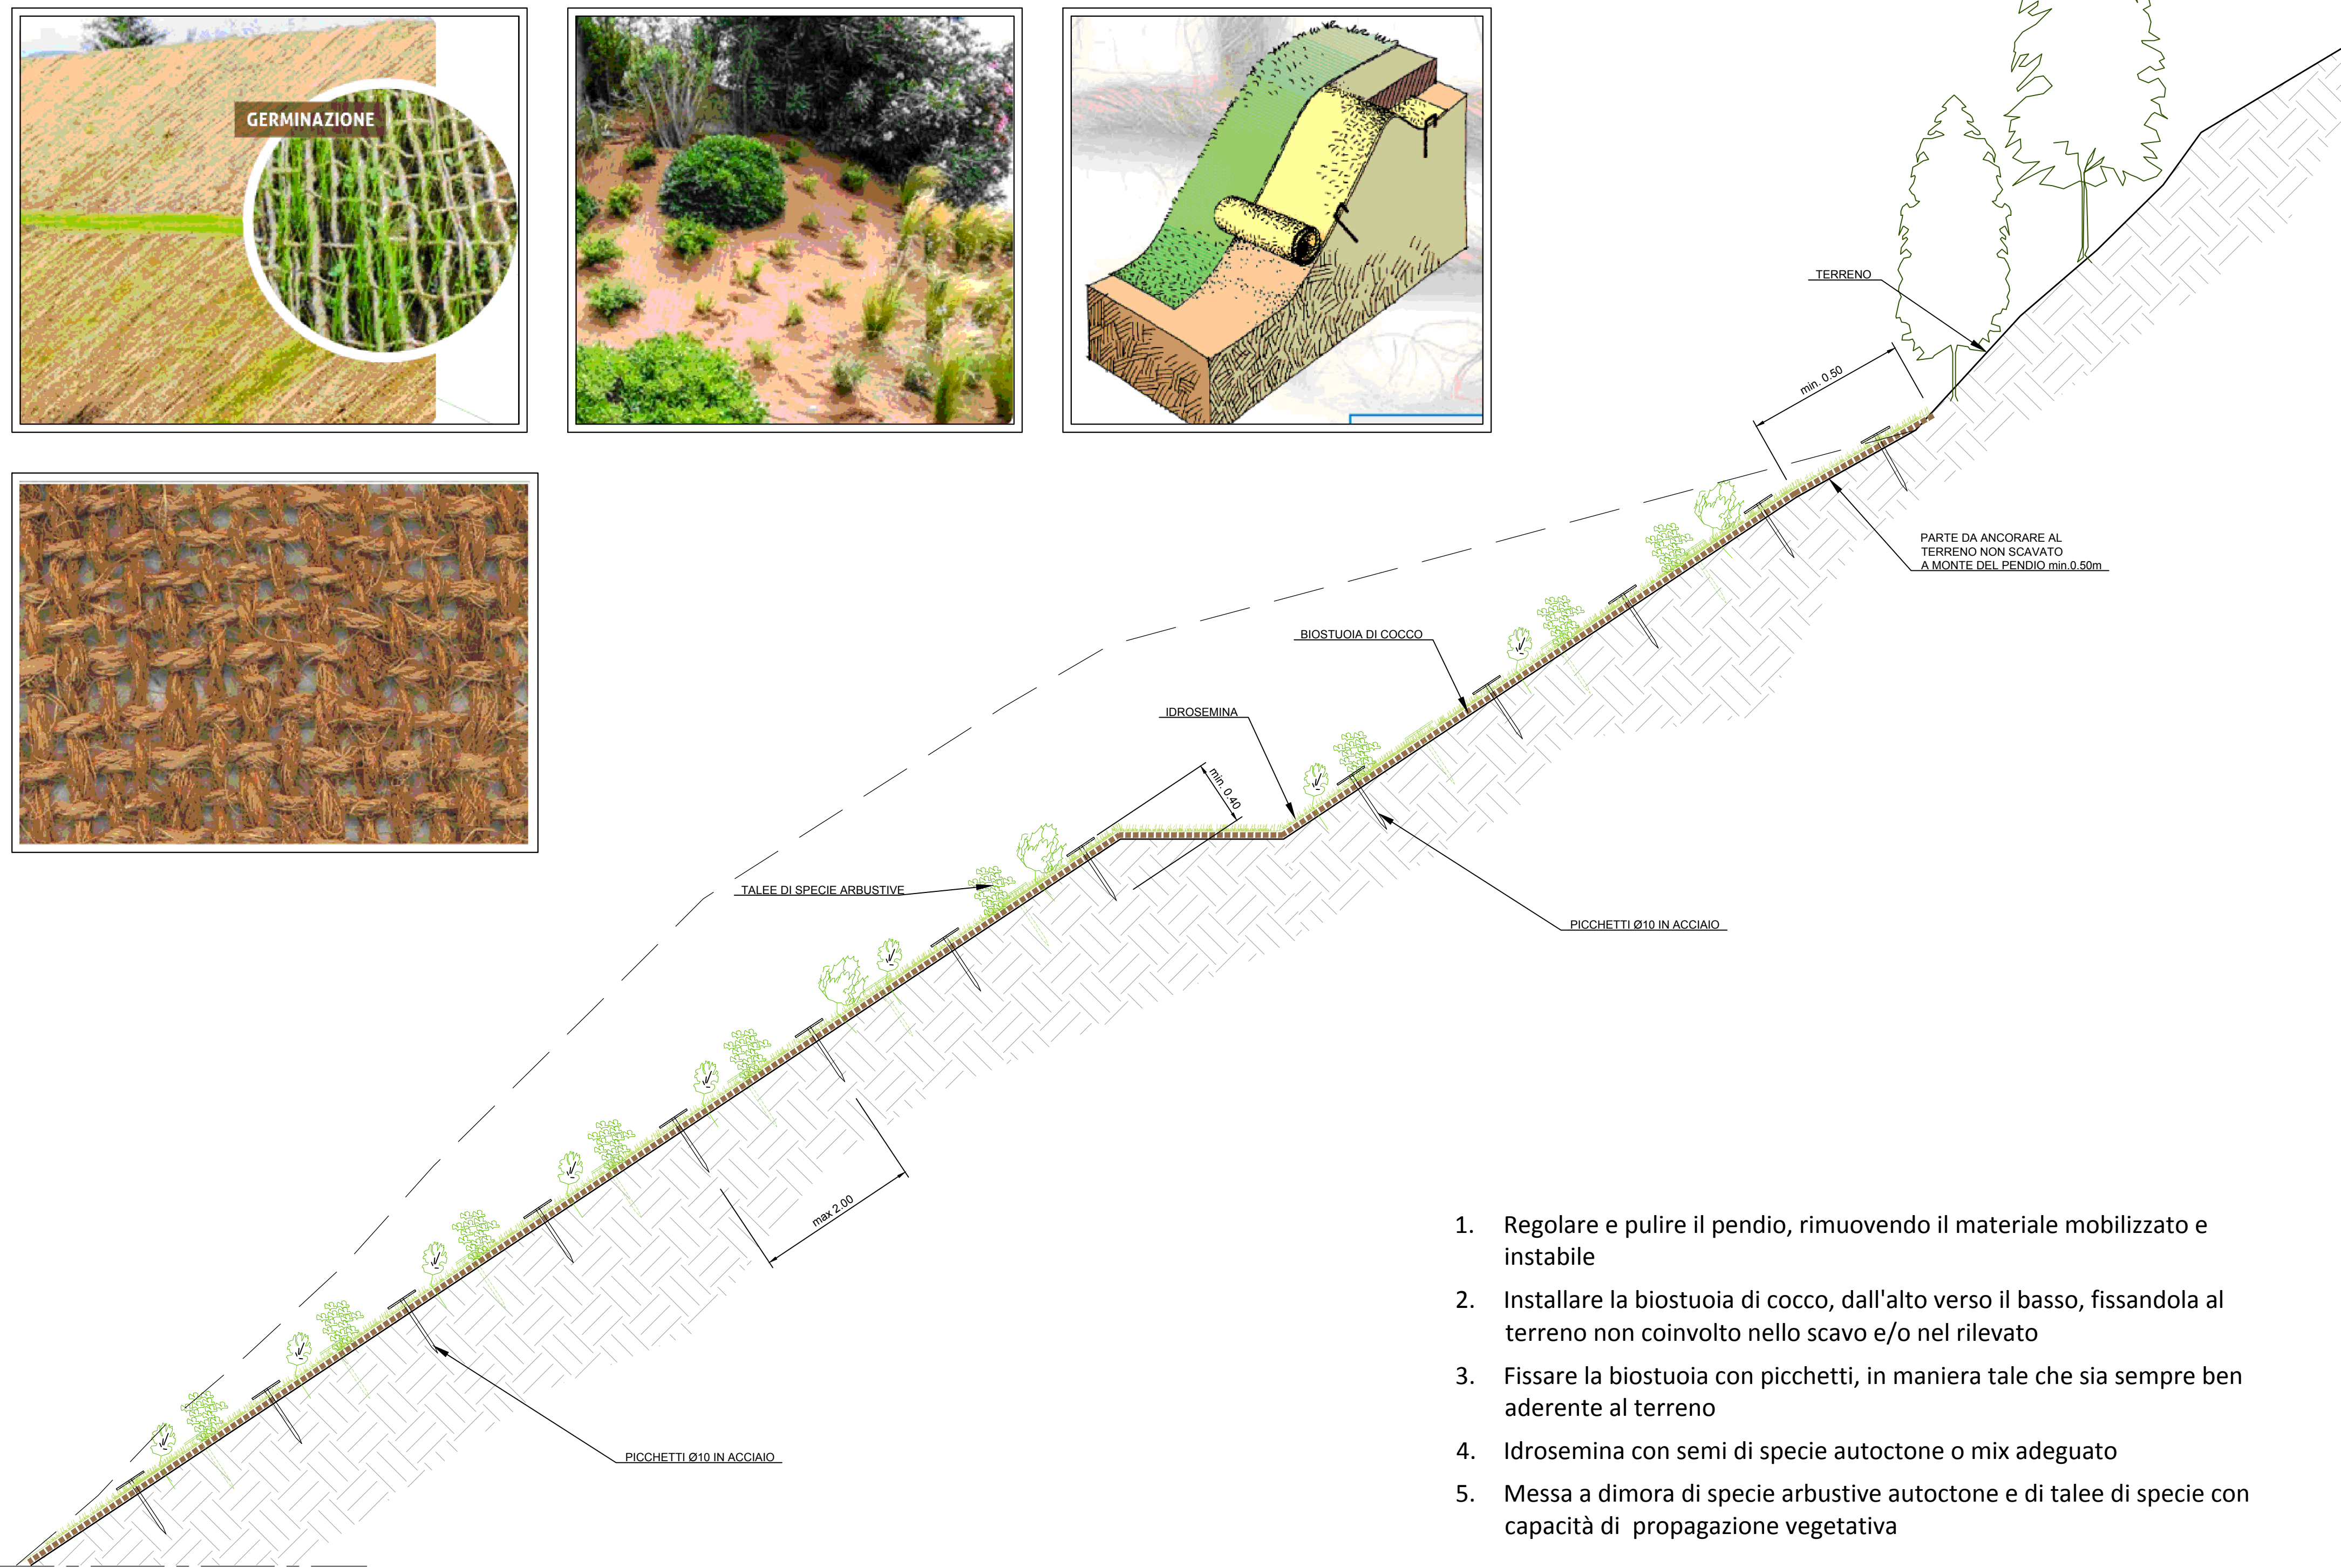 GERMINAZIONE
TERRENO
min. 0.50
PARTE DA ANCORARE AL
TERRENO NON SCAVATO
A MONTE DEL PENDIO min.0.50m
BIOSTUOIA DI COCCO
IDROSEMINA
min. 0.40
TALEE DI SPECIE ARBUSTIVE
PICCHETTI Ø10 IN ACCIAIO
max 2.00
PICCHETTI Ø10 IN ACCIAIO
1. Regolare e pulire il pendio, rimuovendo il materiale mobilizzato e
instabile
2. Installare la biostuoia di cocco, dall'alto verso il basso, fissandola al
terreno non coinvolto nello scavo e/o nel rilevato
3. Fissare la biostuoia con picchetti, in maniera tale che sia sempre ben
aderente al terreno
4. Idrosemina con semi di specie autoctone o mix adeguato
5. Messa a dimora di specie arbustive autoctone e di talee di specie con
capacità di propagazione vegetativa